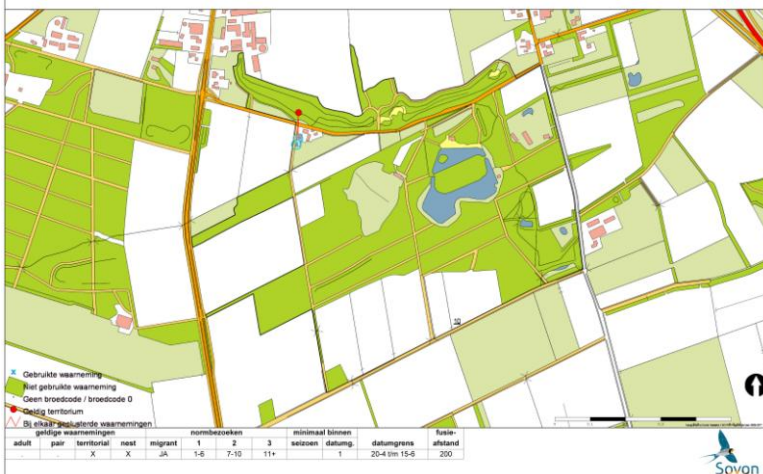 10
x Gebruikte waarneming
Niet gebruikte waarneming
Geen broedcode / broedcode 0
Geldig territorium
Bij elkaar geclusterde waarnemingen
geldige waarnemingen normbezoeken minimaal binnen fusie-
adult pair territorial nest migrant 1 2 3 seizoen datumg. datumgrens afstand
. . X X JA 1-6 7-10 11+ 1 20-4 t/m 15-6 200
Sovon